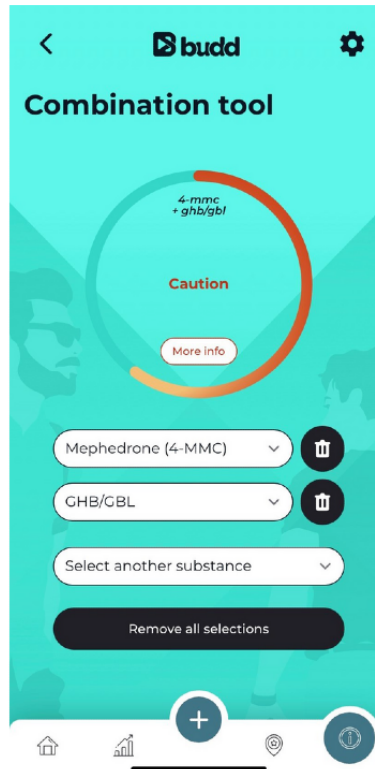 budd
Combination tool
4-mmc
+ ghb/gbl
Caution
More info
Mephedrone (4-MMC)
GHB/GBL
Select another substance
Remove all selections